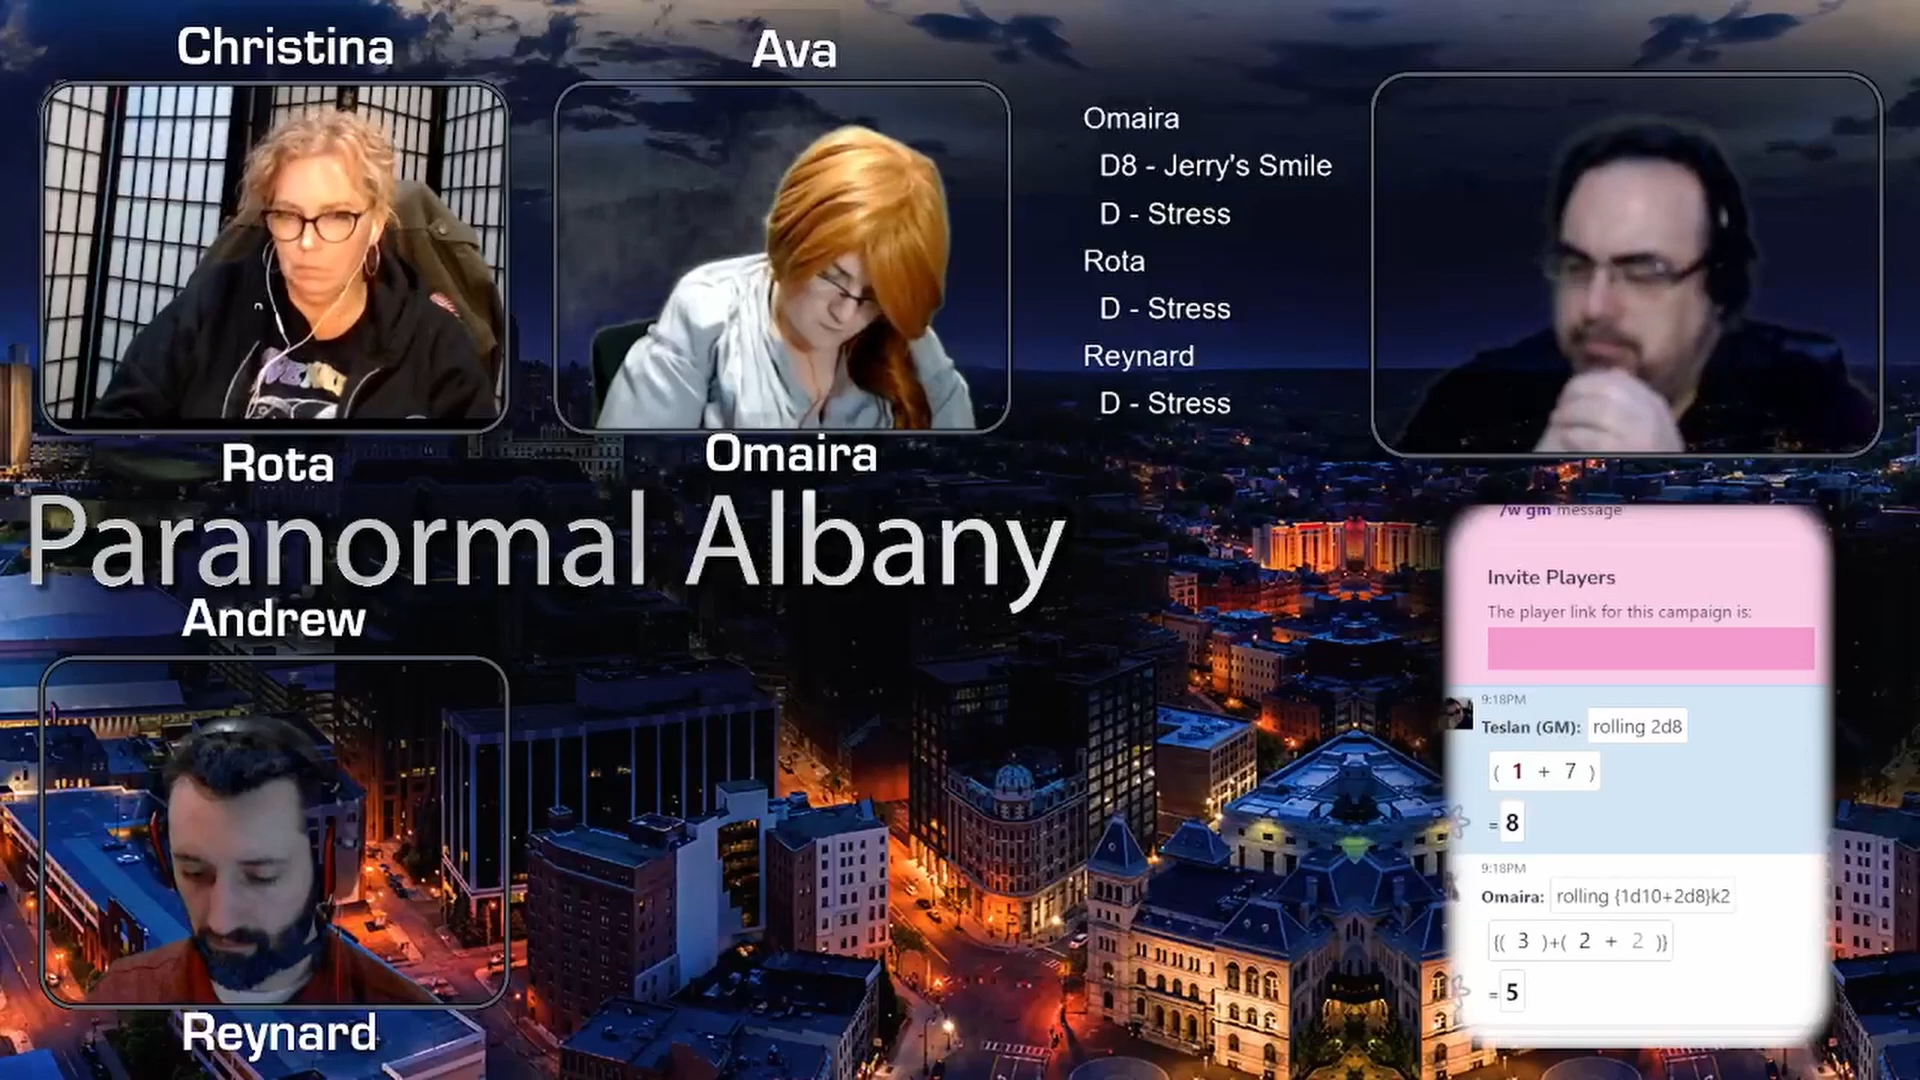 Christina
Ava
Omaira
D8 - Jerry's Smile
D - Stress
Rota
D - Stress
Reynard
D - Stress
Rota
Omaira
Paranormal Albany
Andrew
Reynard
/w gm message
Invite Players
The player link for this campaign is:
9:18PM
Teslan (GM): rolling 2d8
( 1 + 7 )
= 8
9:18PM
Omaira: rolling {1d10+2d8}k2
{( 3 )+( 2 + 2 )}
= 5